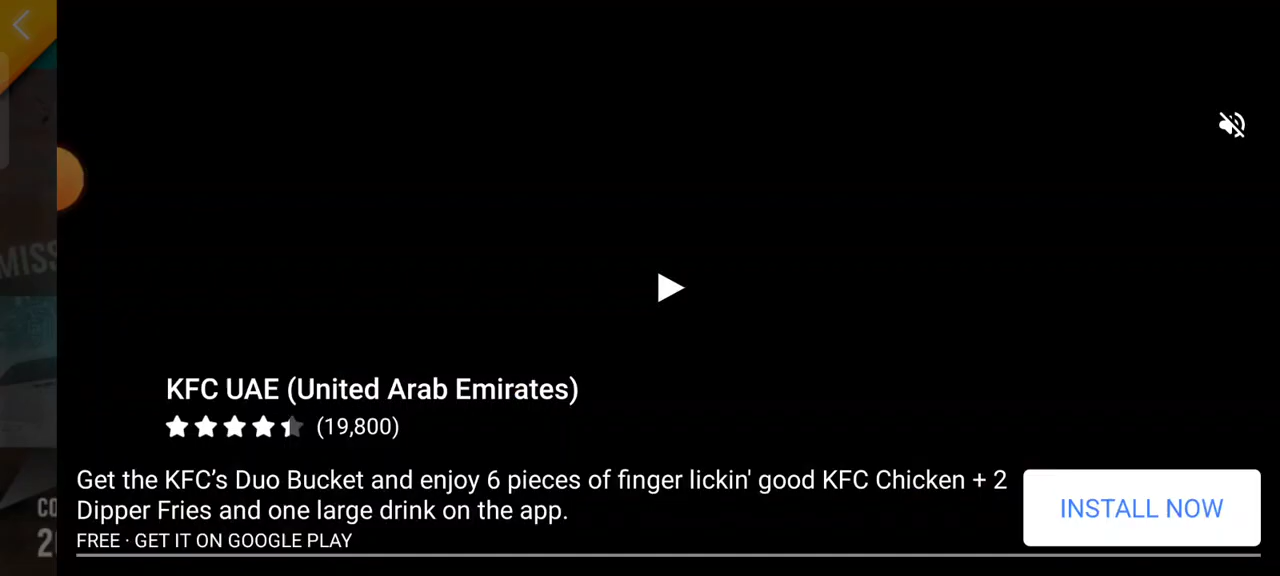 KFC UAE (United Arab Emirates)
(19,800)
Get the KFC's Duo Bucket and enjoy 6 pieces of finger lickin' good KFC Chicken + 2
Dipper Fries and one large drink on the app.
INSTALL NOW
FREE · GET IT ON GOOGLE PLAY